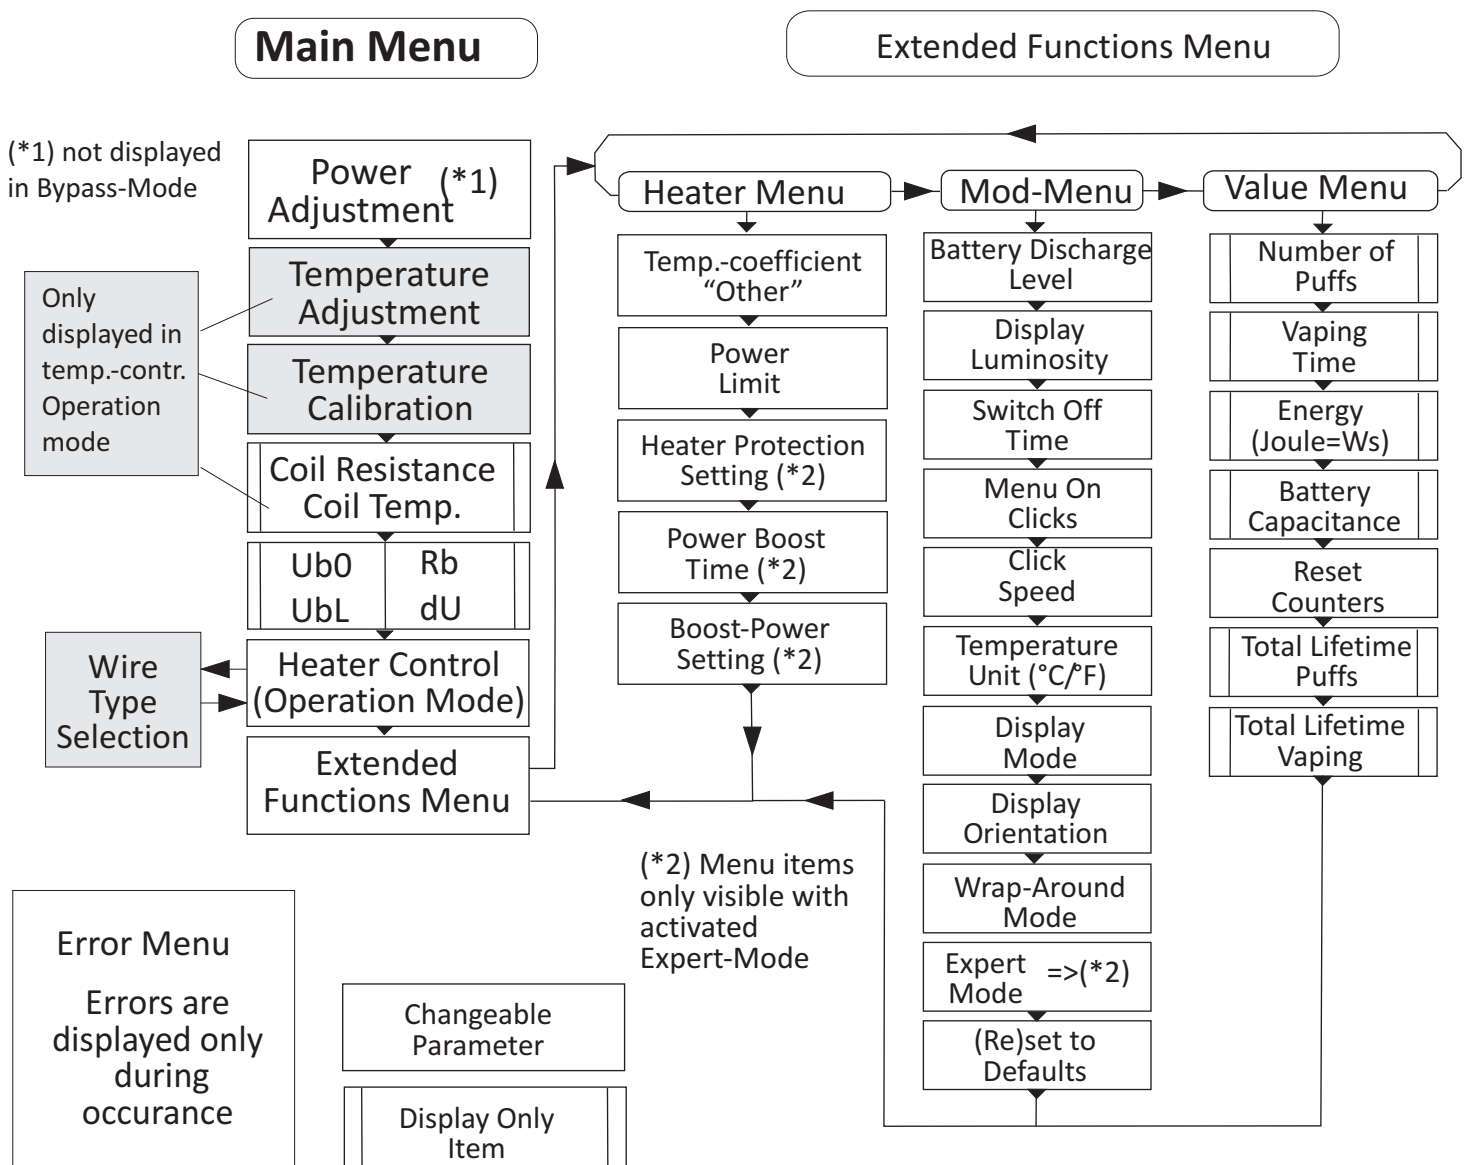 Main Menu
Extended Functions Menu
(*1) not displayed
in Bypass-Mode
Power
Adjustment (*1)
Temperature
Adjustment
Temperature
Calibration
Only
displayed in
temp.-contr.
Operation
mode
Coil Resistance
Coil Temp.
Ub0 Rb
UbL dU
Wire
Type
Selection
Heater Control
(Operation Mode)
Extended
Functions Menu
Heater Menu
Temp.-coefficient
“Other”
Power
Limit
Heater Protection
Setting (*2)
Power Boost
Time (*2)
Boost-Power
Setting (*2)
(*2) Menu items
only visible with
activated
Expert-Mode
Mod-Menu
Battery Discharge
Level
Display
Luminosity
Switch Off
Time
Menu On
Clicks
Click
Speed
Temperature
Unit (°C/°F)
Display
Mode
Display
Orientation
Wrap-Around
Mode
Expert
Mode =>(*2)
(Re)set to
Defaults
Value Menu
Number of
Puffs
Vaping
Time
Energy
(Joule=Ws)
Battery
Capacitance
Reset
Counters
Total Lifetime
Puffs
Total Lifetime
Vaping
Error Menu
Errors are
displayed only
during
occurance
Changeable
Parameter
Display Only
Item